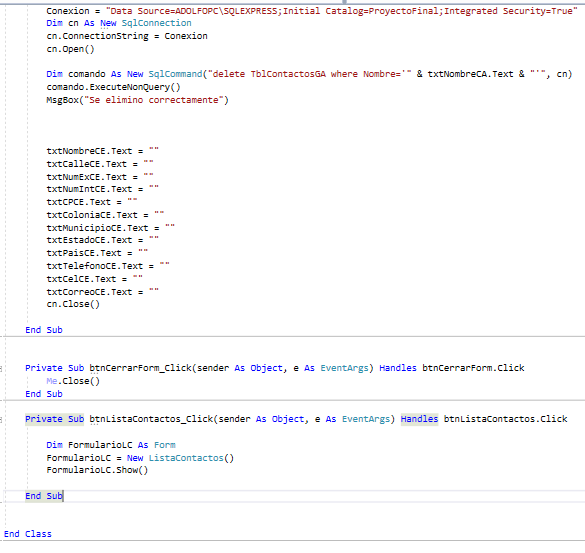 Conexion = "Data Source=ADOLFOPC\SQLEXPRESS;Initial Catalog=ProyectoFinal;Integrated Security=True"
Dim cn As New SqlConnection
cn.ConnectionString = Conexion
cn.Open()
Dim comando As New SqlCommand("delete TblContactosGA where Nombre='" & txtNombreCA.Text & "'", cn)
comando.ExecuteNonQuery()
MsgBox("Se elimino correctamente")
txtNombreCE.Text = ""
txtCalleCE.Text = ""
txtNumExCE.Text = ""
txtNumIntCE.Text = ""
txtCPCE.Text = ""
txtColoniaCE.Text = ""
txtMunicipioCE.Text = ""
txtEstadoCE.Text = ""
txtPaisCE.Text = ""
txtTelefonoCE.Text = ""
txtCelCE.Text = ""
txtCorreoCE.Text = ""
cn.Close()
End Sub
Private Sub btnCerrarForm_Click(sender As Object, e As EventArgs) Handles btnCerrarForm.Click
Me.Close()
End Sub
Private Sub btnListaContactos_Click(sender As Object, e As EventArgs) Handles btnListaContactos.Click
Dim FormularioLC As Form
FormularioLC = New ListaContactos()
FormularioLC.Show()
End Sub
End Class